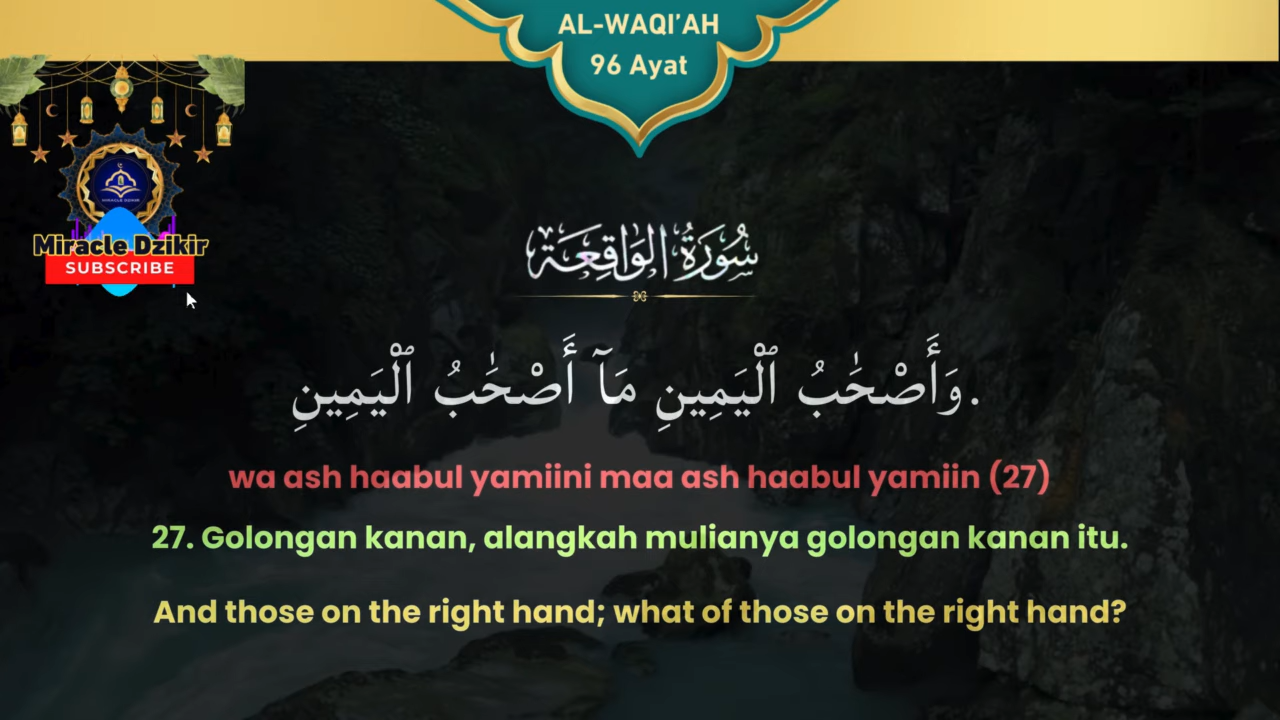 AL-WAQI'AH
96 Ayat
Miracle Dzikir
SUBSCRIBE
سُورَةُ الوَاقِعَة
وَأَصْحَٰبُ ٱلْيَمِينِ مَآ أَصْحَٰبُ ٱلْيَمِينِ.
wa ash haabul yamiini maa ash haabul yamiin (27)
27. Golongan kanan, alangkah mulianya golongan kanan itu.
And those on the right hand; what of those on the right hand?